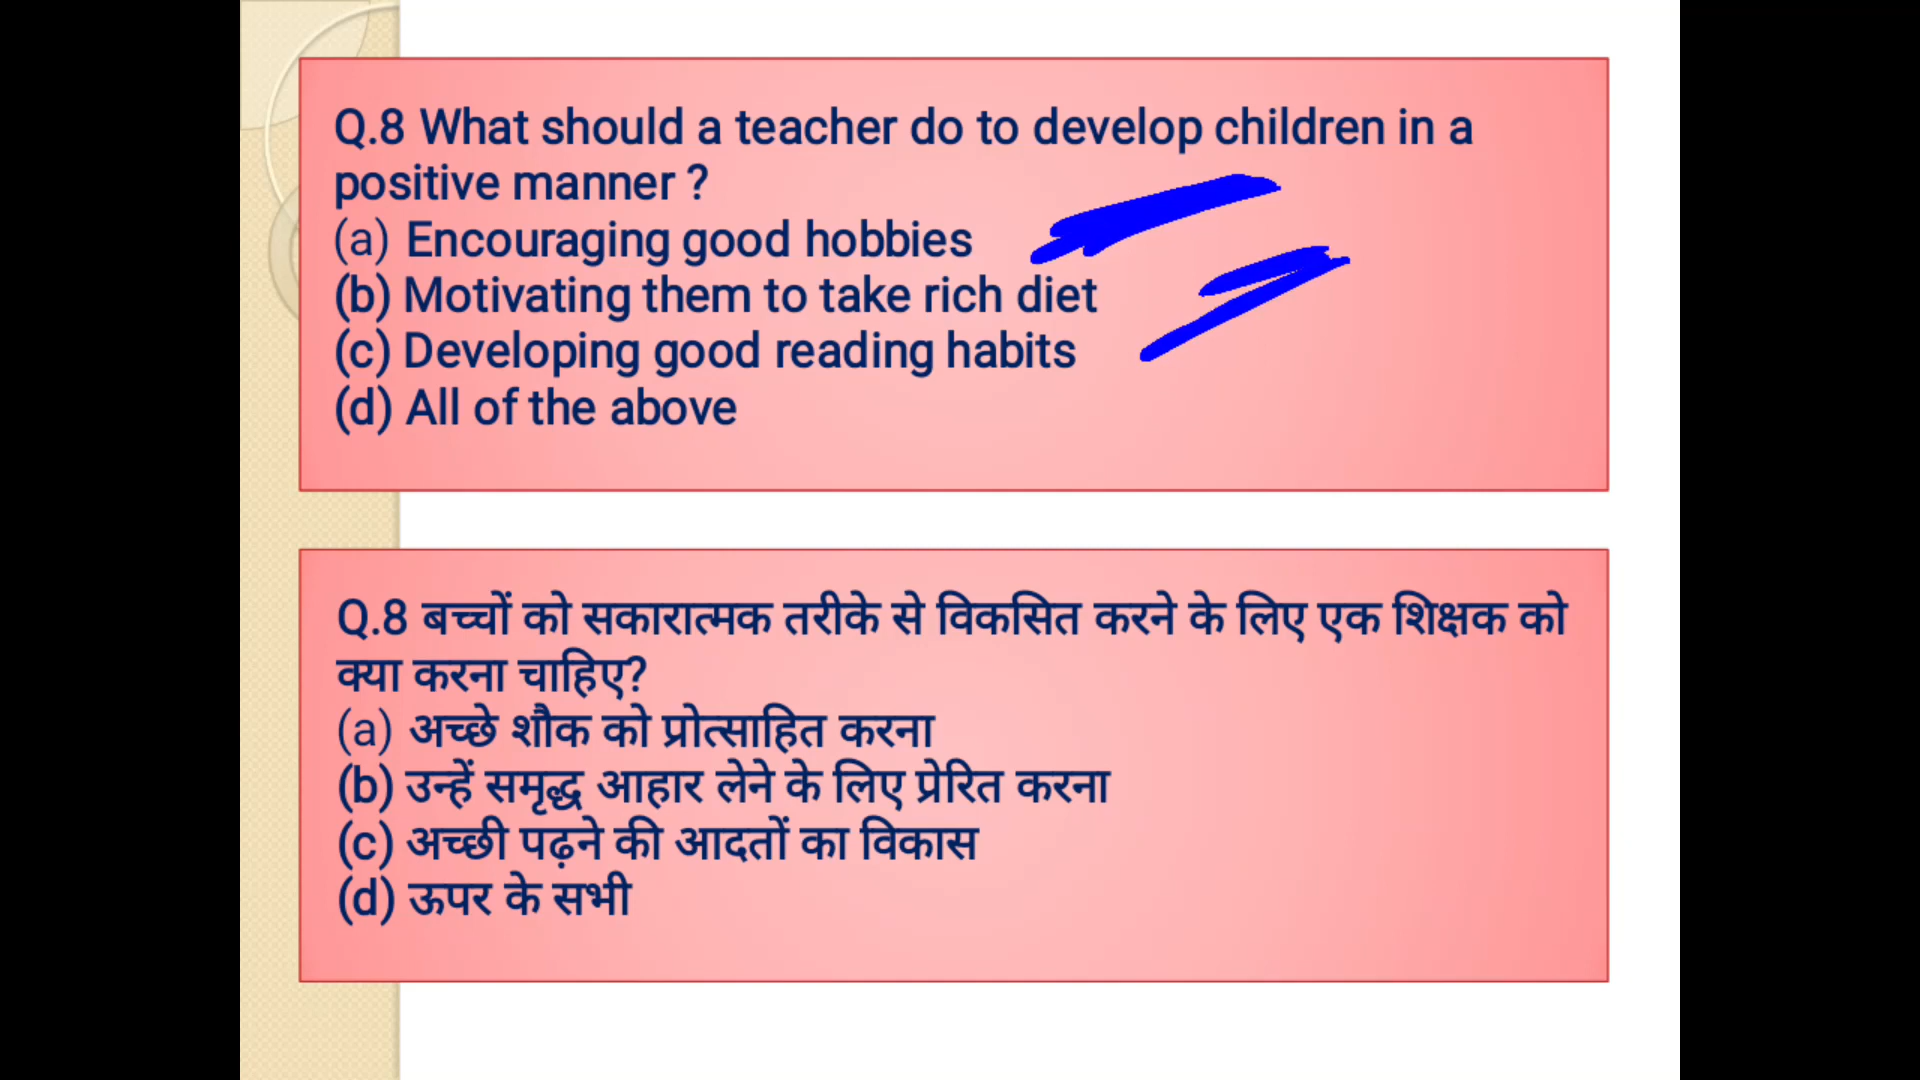 Q.8 What should a teacher do to develop children in a
positive manner ?
(a) Encouraging good hobbies
(b) Motivating them to take rich diet
(c) Developing good reading habits
(d) All of the above
Q.8 बच्चों को सकारात्मक तरीके से विकसित करने के लिए एक शिक्षक को
क्या करना चाहिए?
(a) अच्छे शौक को प्रोत्साहित करना
(b) उन्हें समृद्ध आहार लेने के लिए प्रेरित करना
(c) अच्छी पढ़ने की आदतों का विकास
(d) ऊपर के सभी